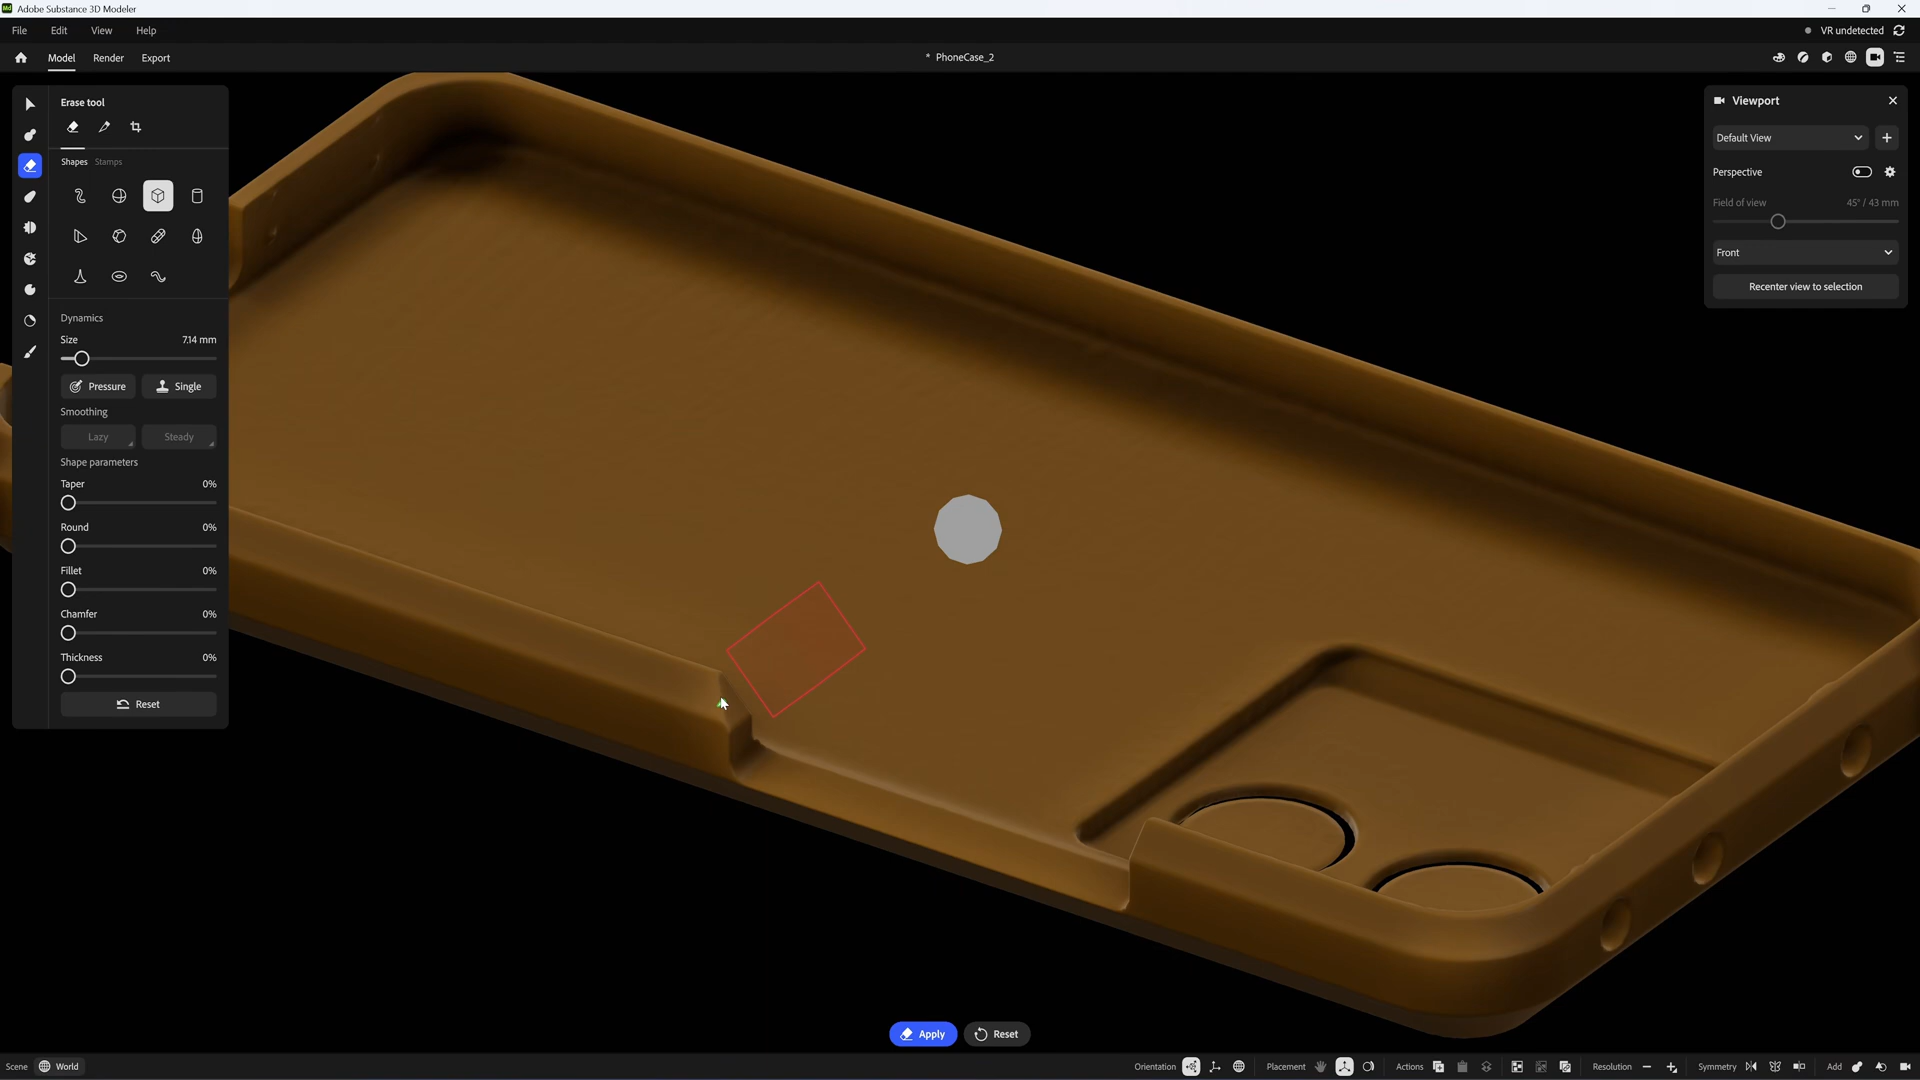 Adobe Substance 3D Modeler
File Edit View Help
VR undetected
Model Render Export
* PhoneCase_2
Erase tool
Shapes Stamps
Dynamics
Size 7.14 mm
Pressure Single
Smoothing
Lazy Steady
Shape parameters
Taper 0%
Round 0%
Fillet 0%
Chamfer 0%
Thickness 0%
Reset
Viewport
Default View
Perspective
Field of view 45° / 43 mm
Front
Recenter view to selection
Apply Reset
Scene World
Orientation Placement Actions Resolution Symmetry Add